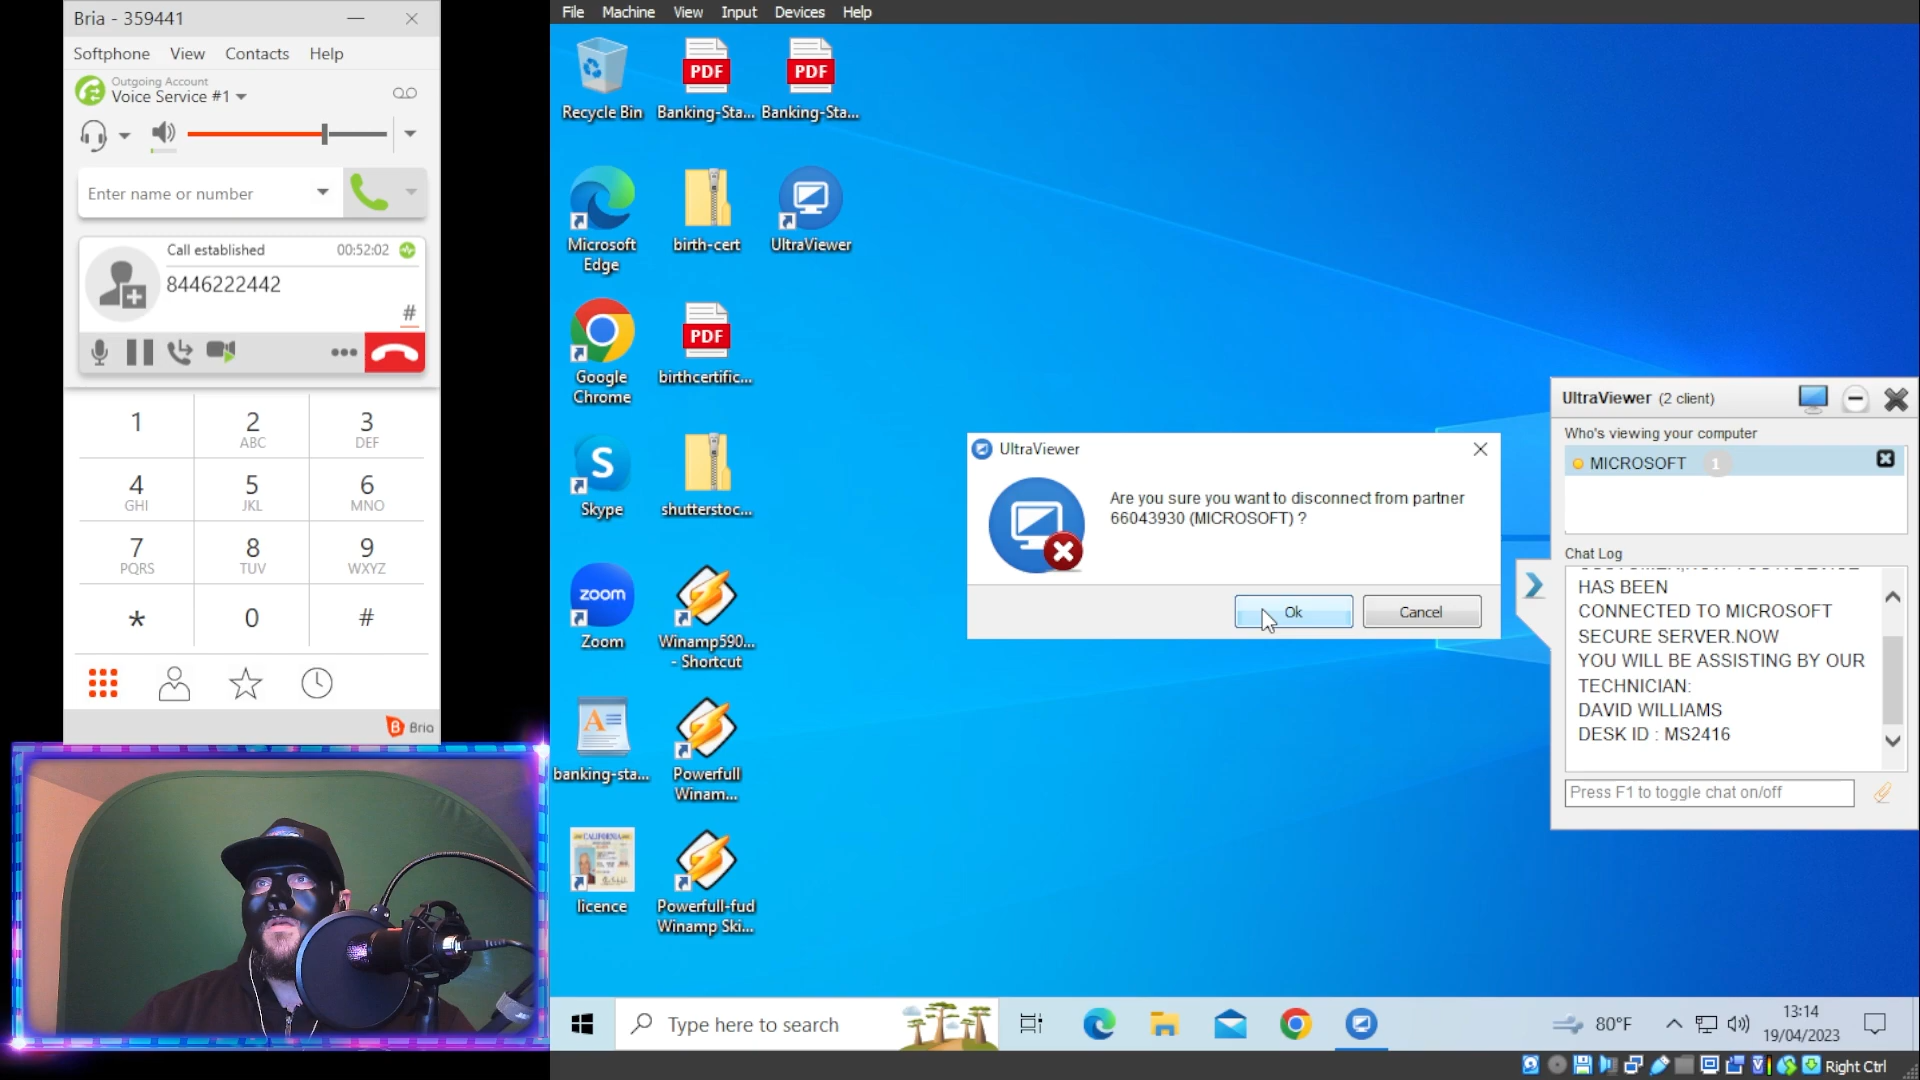 Bria - 359441
Softphone View Contacts Help
Outgoing Account
Voice Service #1
Enter name or number
Call established 00:52:02
8446222442
#
1
2
ABC
3
DEF
4
GHI
5
JKL
6
MNO
7
PQRS
8
TUV
9
WXYZ
*
0
#
Bria
File Machine View Input Devices Help
Recycle Bin
PDF
Banking-Sta...
PDF
Banking-Sta...
Microsoft
Edge
birth-cert
UltraViewer
Google
Chrome
PDF
birthcertific...
Skype
shutterstoc...
zoom
Zoom
Winamp590...
- Shortcut
banking-sta...
Powerfull
Winam...
CALIFORNIA
licence
Powerfull-fud
Winamp Ski...
UltraViewer
Are you sure you want to disconnect from partner
66043930 (MICROSOFT) ?
Ok
Cancel
UltraViewer (2 client)
Who's viewing your computer
MICROSOFT 1
Chat Log
HAS BEEN
CONNECTED TO MICROSOFT
SECURE SERVER.NOW
YOU WILL BE ASSISTING BY OUR
TECHNICIAN:
DAVID WILLIAMS
DESK ID : MS2416
Press F1 to toggle chat on/off
Type here to search
80°F
13:14
19/04/2023
Right Ctrl